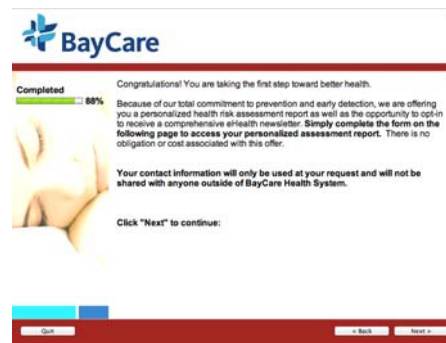 BayCare
Completed
88%
Congratulations! You are taking the first step toward better health.
Because of our total commitment to prevention and early detection, we are offering
you a personalized health risk assessment report as well as the opportunity to opt-in
to receive a comprehensive eHealth newsletter. Simply complete the form on the
following page to access your personalized assessment report. There is no
obligation or cost associated with this offer.
Your contact information will only be used at your request and will not be
shared with anyone outside of BayCare Health System.
Click "Next" to continue:
Quit
< Back
Next >